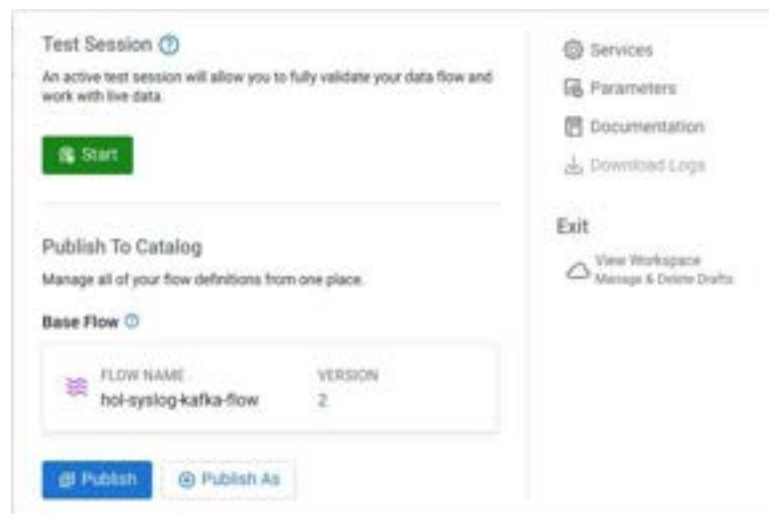 Test Session
An active test session will allow you to fully validate your data flow and
work with live data.
Start
Publish To Catalog
Manage all of your flow definitions from one place.
Base Flow
FLOW NAME
VERSION
hol-syslog-kafka-flow
2
Publish
Publish As
Services
Parameters
Documentation
Download Logs
Exit
View Workspace
Manage & Delete Drafts